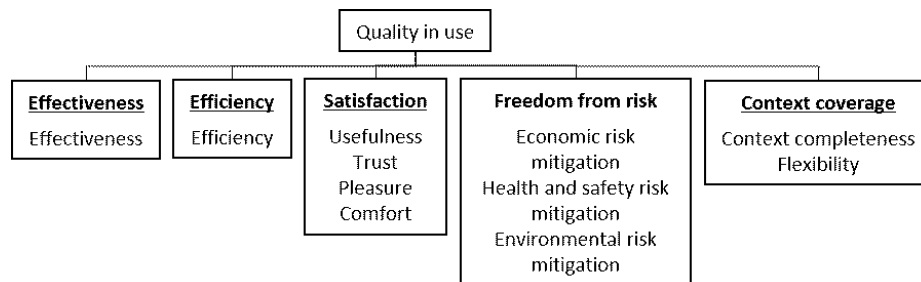 Quality in use
Effectiveness
Effectiveness
Efficiency
Efficiency
Satisfaction
Usefulness
Trust
Pleasure
Comfort
Freedom from risk
Economic risk
mitigation
Health and safety risk
mitigation
Environmental risk
mitigation
Context coverage
Context completeness
Flexibility